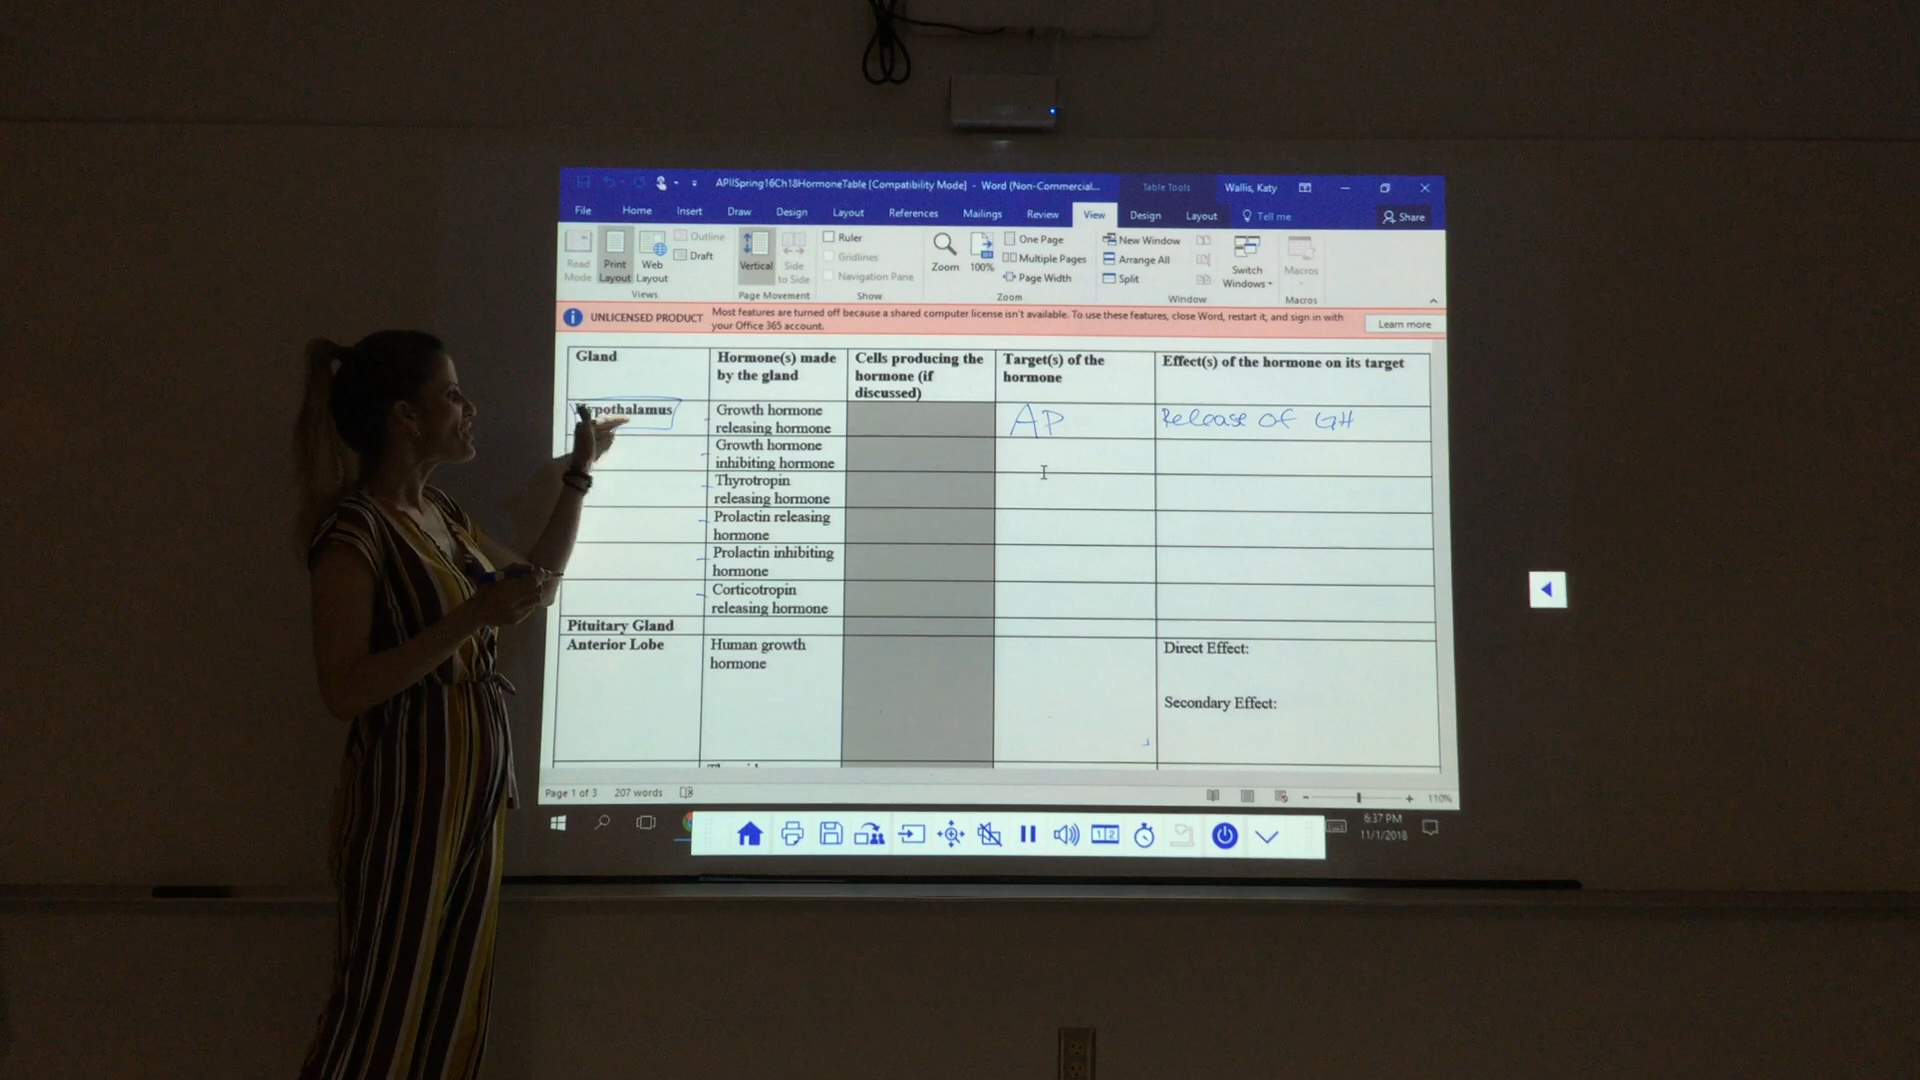 APIISpring16Ch18HormoneTable [Compatibility Mode] - Word (Non-Commercial...
Table Tools
Wallis, Katy
File Home Insert Draw Design Layout References Mailings Review View Design Layout Tell me Share
Read Mode
Print Layout
Web Layout
Outline
Draft
Views
Vertical
Side to Side
Page Movement
Ruler
Gridlines
Navigation Pane
Show
Zoom
100%
One Page
Multiple Pages
Page Width
Zoom
New Window
Arrange All
Split
Switch Windows
Window
Macros
Macros
UNLICENSED PRODUCT
Most features are turned off because a shared computer license isn't available. To use these features, close Word, restart it, and sign in with
your Office 365 account.
Learn more
Gland
Hormone(s) made
by the gland
Cells producing the
hormone (if
discussed)
Target(s) of the
hormone
Effect(s) of the hormone on its target
Hypothalamus
Growth hormone
releasing hormone
AP
Release of GH
Growth hormone
inhibiting hormone
Thyrotropin
releasing hormone
Prolactin releasing
hormone
Prolactin inhibiting
hormone
Corticotropin
releasing hormone
Pituitary Gland
Anterior Lobe
Human growth
hormone
Direct Effect:
Secondary Effect:
Page 1 of 3 207 words
110%
1 2
6:37 PM
11/1/2018